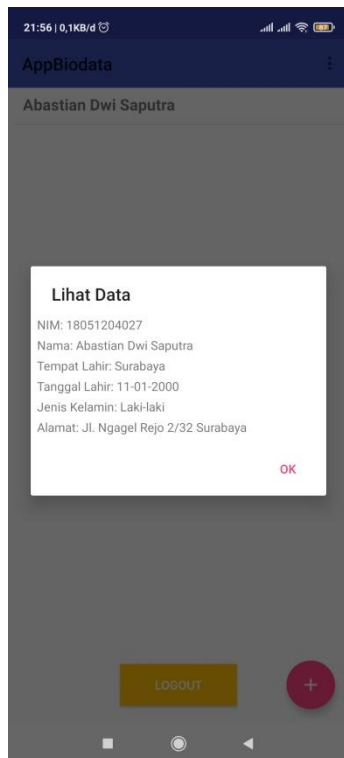 21:56 | 0,1KB/d
AppBiodata
Abastian Dwi Saputra
Lihat Data
NIM: 18051204027
Nama: Abastian Dwi Saputra
Tempat Lahir: Surabaya
Tanggal Lahir: 11-01-2000
Jenis Kelamin: Laki-laki
Alamat: Jl. Ngagel Rejo 2/32 Surabaya
OK
LOGOUT
+